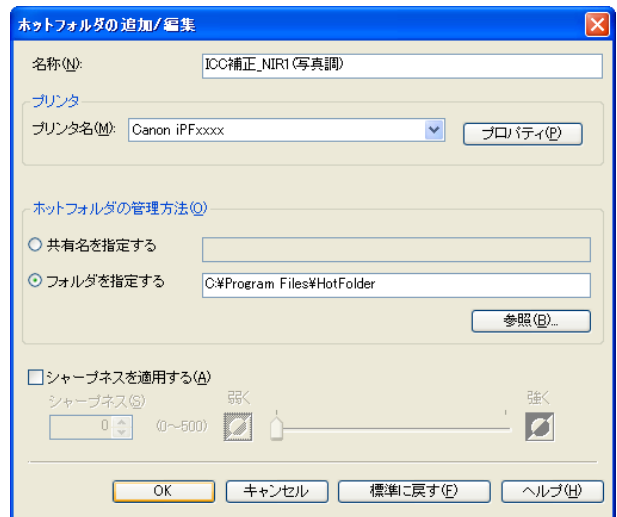 ホットフォルダの追加/編集
名称(N):
ICC補正_NIR1(写真調)
プリンタ
プリンタ名(M):
Canon iPFxxxx
プロパティ(P)
ホットフォルダの管理方法(O)
共有名を指定する
フォルダを指定する
C:¥Program Files¥HotFolder
参照(B)...
シャープネスを適用する(A)
シャープネス(S)
弱く
強く
0
(0～500)
OK
キャンセル
標準に戻す(F)
ヘルプ(H)